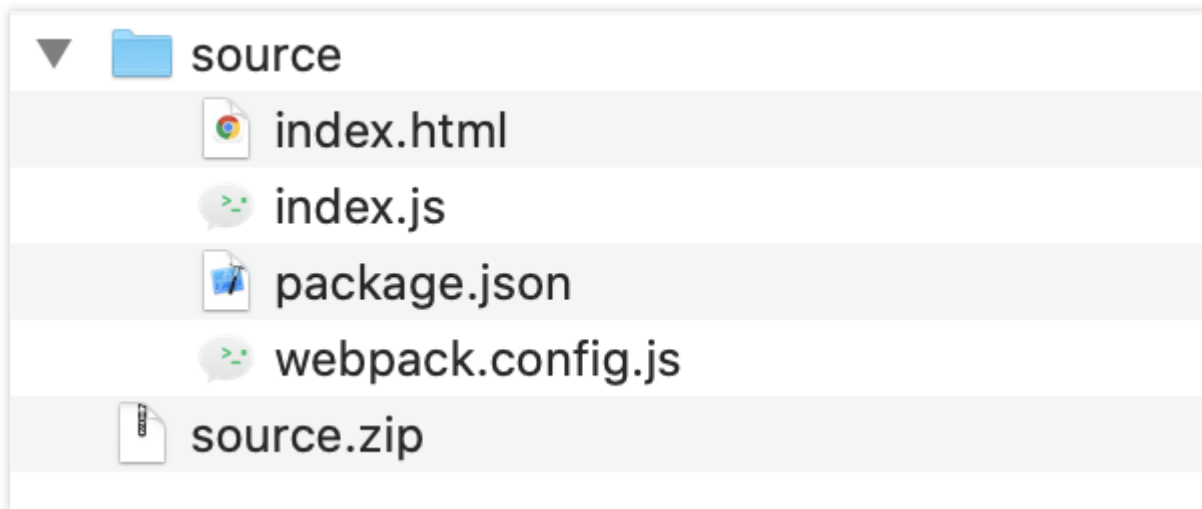 source
index.html
index.js
package.json
webpack.config.js
source.zip